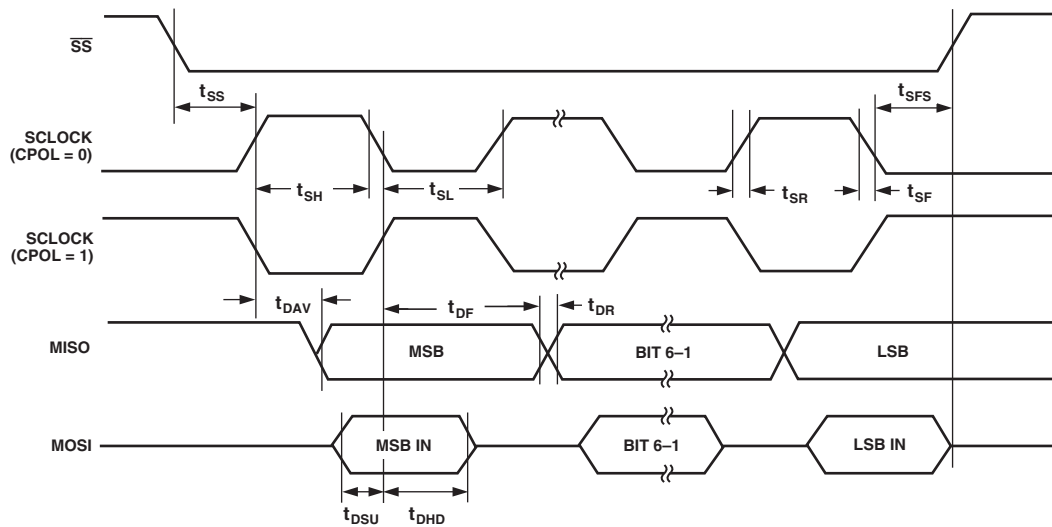 SS
tSS
tSFS
SCLOCK
(CPOL = 0)
tSH
tSL
tSR
tSF
SCLOCK
(CPOL = 1)
tDAV
tDF
tDR
MISO
MSB
BIT 6–1
LSB
MOSI
MSB IN
BIT 6–1
LSB IN
tDSU
tDHD